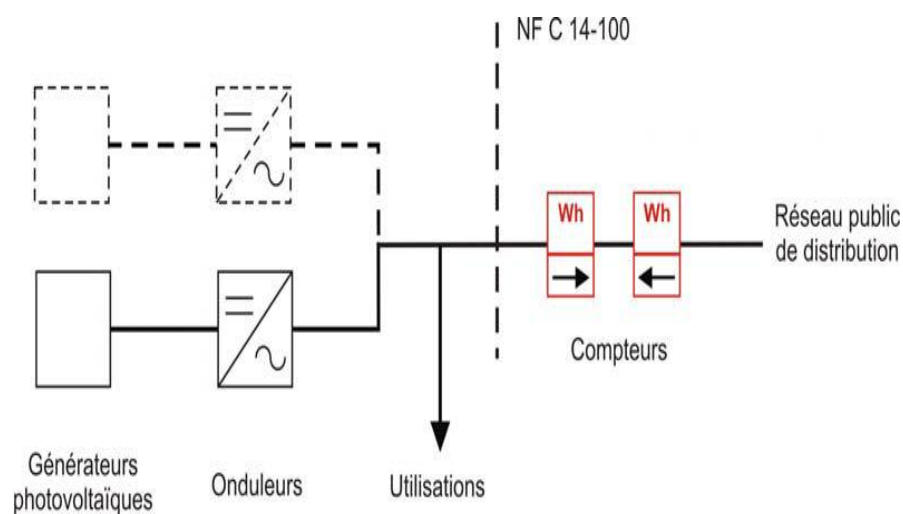 NF C 14-100
Wh
Wh
Réseau public
de distribution
Compteurs
Générateurs
photovoltaïques
Onduleurs
Utilisations